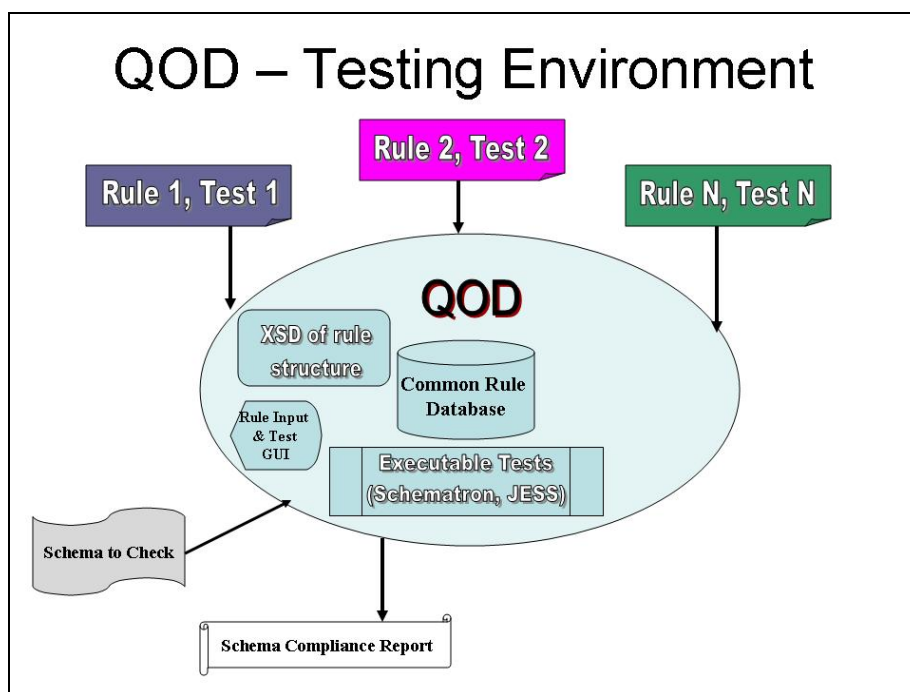 QOD – Testing Environment
Rule 1, Test 1
Rule 2, Test 2
Rule N, Test N
QOD
XSD of rule
structure
Common Rule
Database
Rule Input
& Test
GUI
Executable Tests
(Schematron, JESS)
Schema to Check
Schema Compliance Report